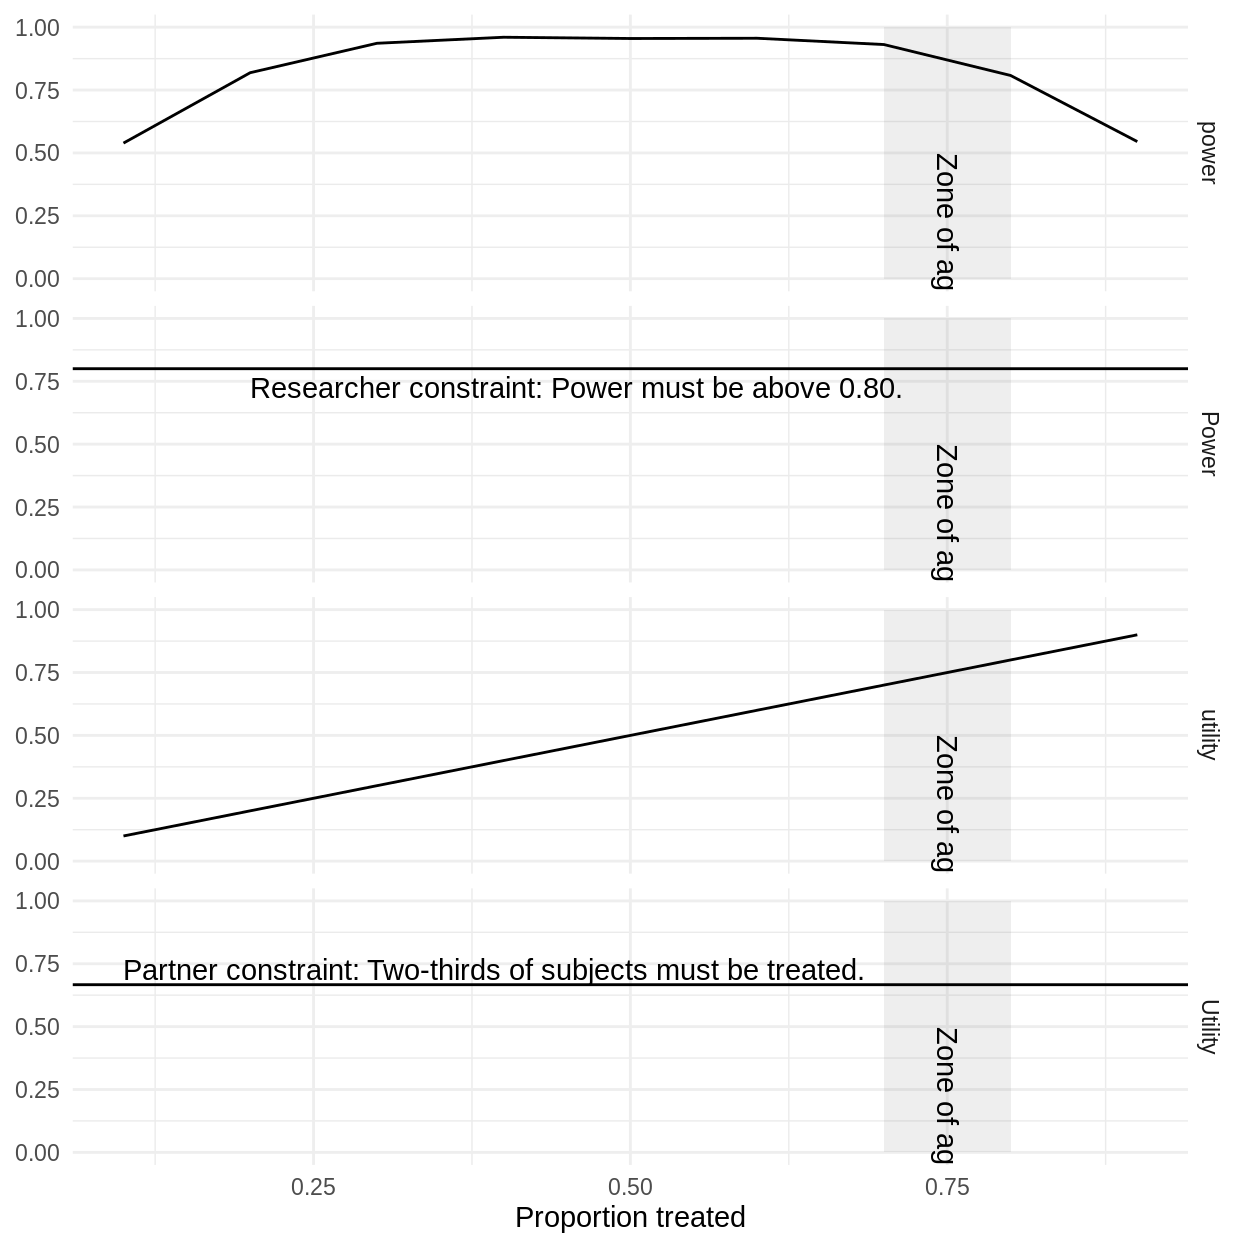 1.00
0.75
0.50
0.25
0.00
power
Zone of ag
1.00
0.75
0.50
0.25
0.00
Power
Researcher constraint: Power must be above 0.80.
Zone of ag
1.00
0.75
0.50
0.25
0.00
utility
Zone of ag
1.00
0.75
0.50
0.25
0.00
Utility
Partner constraint: Two-thirds of subjects must be treated.
Zone of ag
0.25 0.50 0.75
Proportion treated